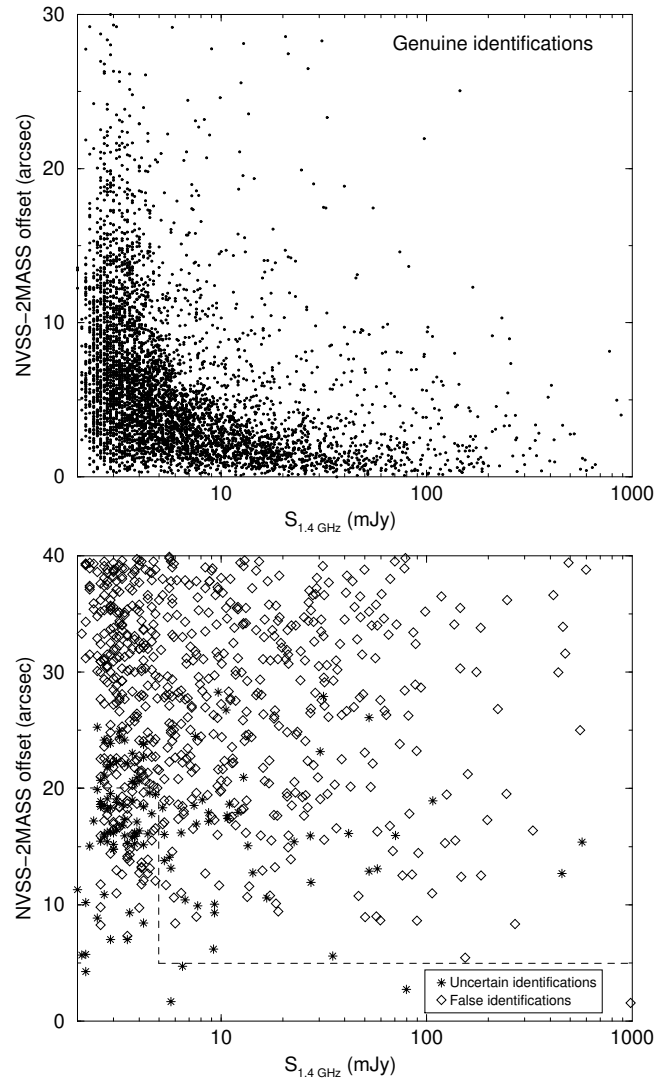 30
Genuine identifications
20
10
0
NVSS−2MASS offset (arcsec)
10 100 1000
S1.4 GHz (mJy)
40
30
20
10
0
NVSS−2MASS offset (arcsec)
Uncertain identifications
False identifications
10 100 1000
S1.4 GHz (mJy)